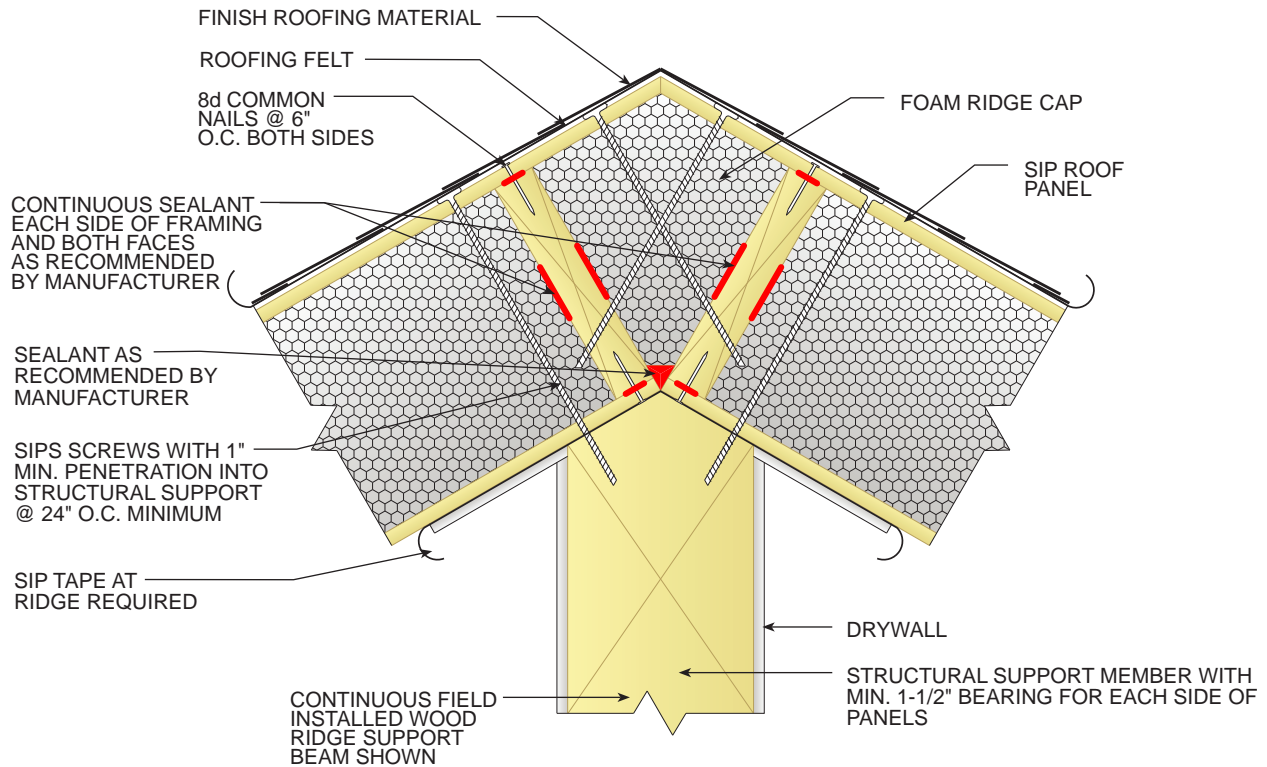 FINISH ROOFING MATERIAL
ROOFING FELT
8d COMMON
NAILS @ 6"
O.C. BOTH SIDES
CONTINUOUS SEALANT
EACH SIDE OF FRAMING
AND BOTH FACES
AS RECOMMENDED
BY MANUFACTURER
SEALANT AS
RECOMMENDED BY
MANUFACTURER
SIPS SCREWS WITH 1"
MIN. PENETRATION INTO
STRUCTURAL SUPPORT
@ 24" O.C. MINIMUM
SIP TAPE AT
RIDGE REQUIRED
CONTINUOUS FIELD
INSTALLED WOOD
RIDGE SUPPORT
BEAM SHOWN
FOAM RIDGE CAP
SIP ROOF
PANEL
DRYWALL
STRUCTURAL SUPPORT MEMBER WITH
MIN. 1-1/2" BEARING FOR EACH SIDE OF
PANELS